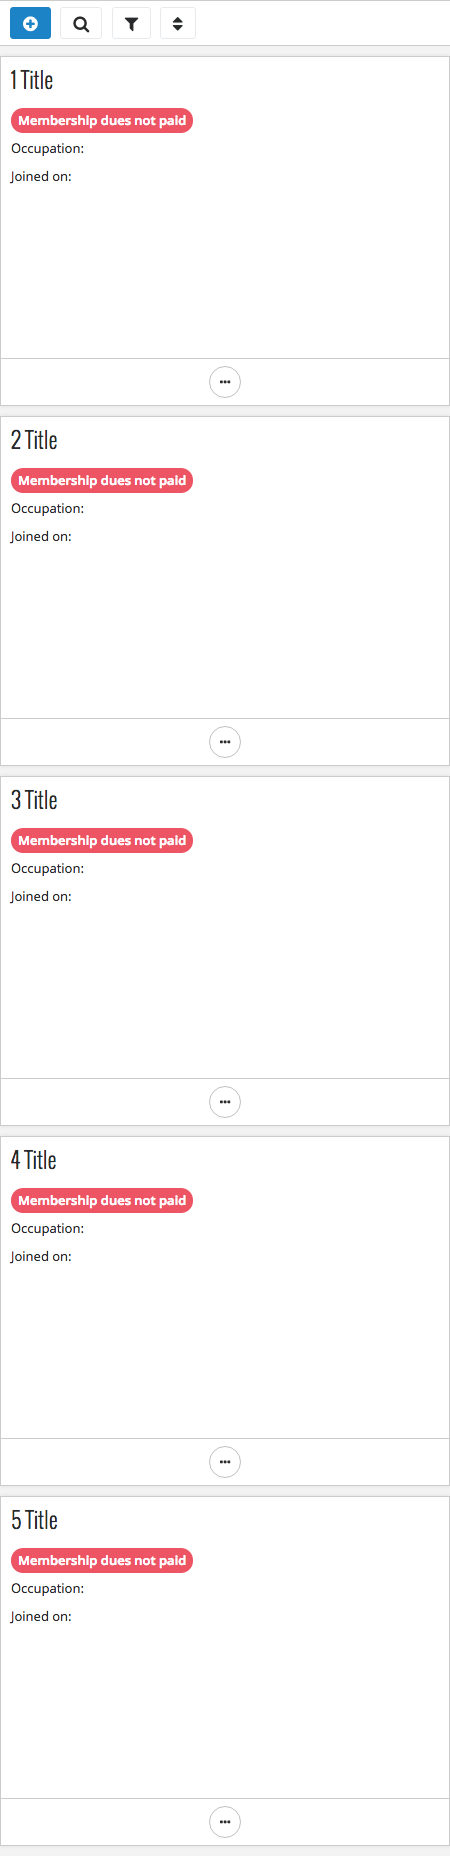 1 Title
Membership dues not paid
Occupation:
Joined on:
2 Title
Membership dues not paid
Occupation:
Joined on:
3 Title
Membership dues not paid
Occupation:
Joined on:
4 Title
Membership dues not paid
Occupation:
Joined on:
5 Title
Membership dues not paid
Occupation:
Joined on: